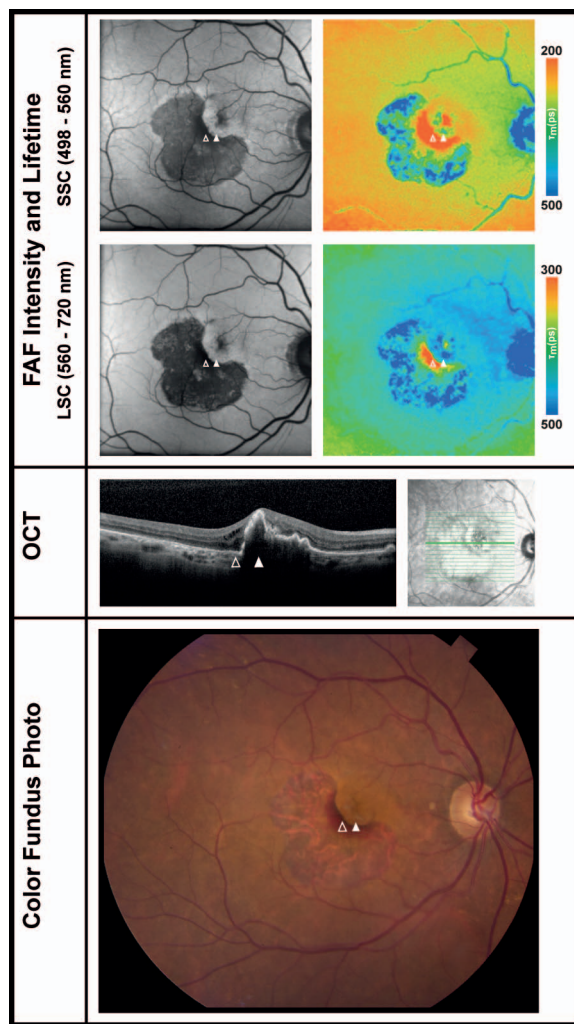 FAF Intensity and Lifetime
SSC (498 - 560 nm)
200
τm(ps)
500
LSC (560 - 720 nm)
300
τm(ps)
500
OCT
Color Fundus Photo